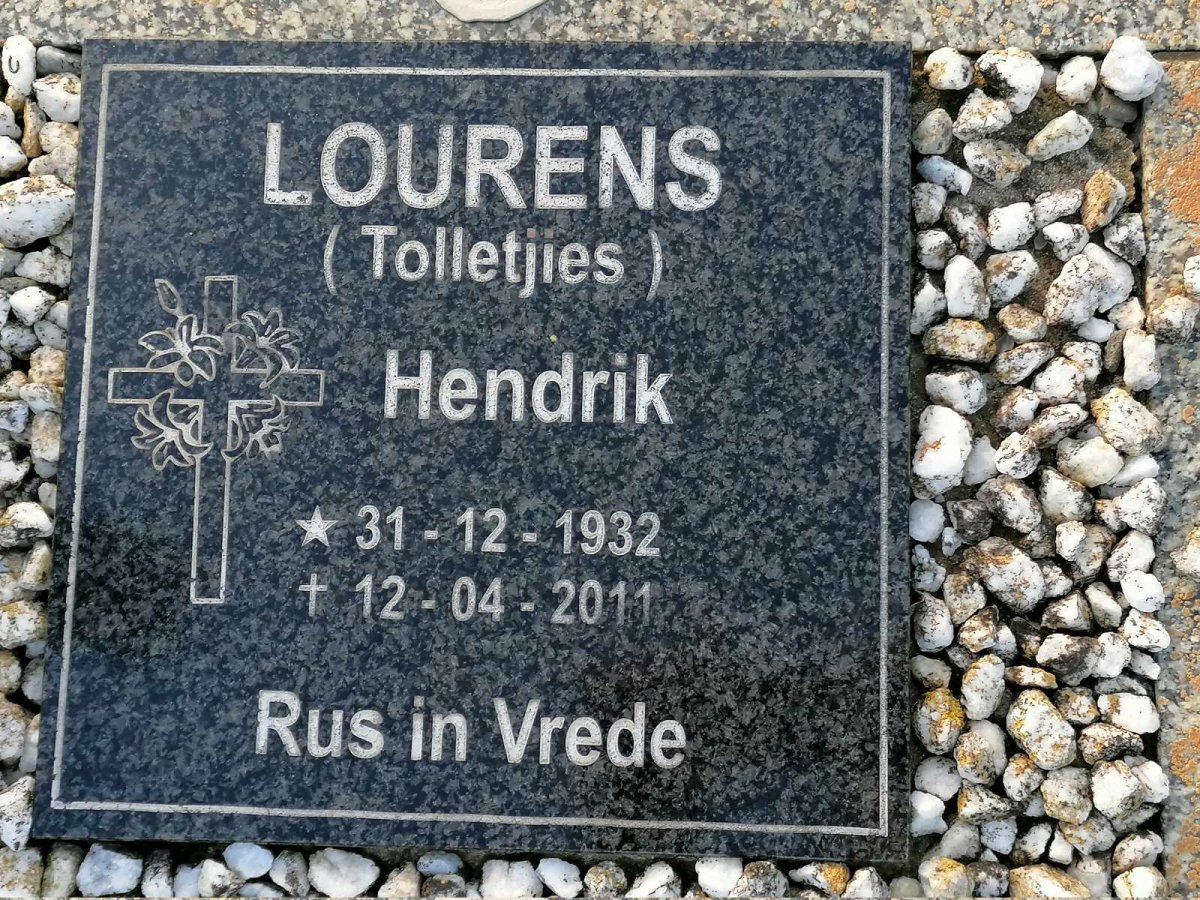 LOURENS
( Tolletjies )
Hendrik
★ 31 - 12 - 1932
✝ 12 - 04 - 2011
Rus in Vrede